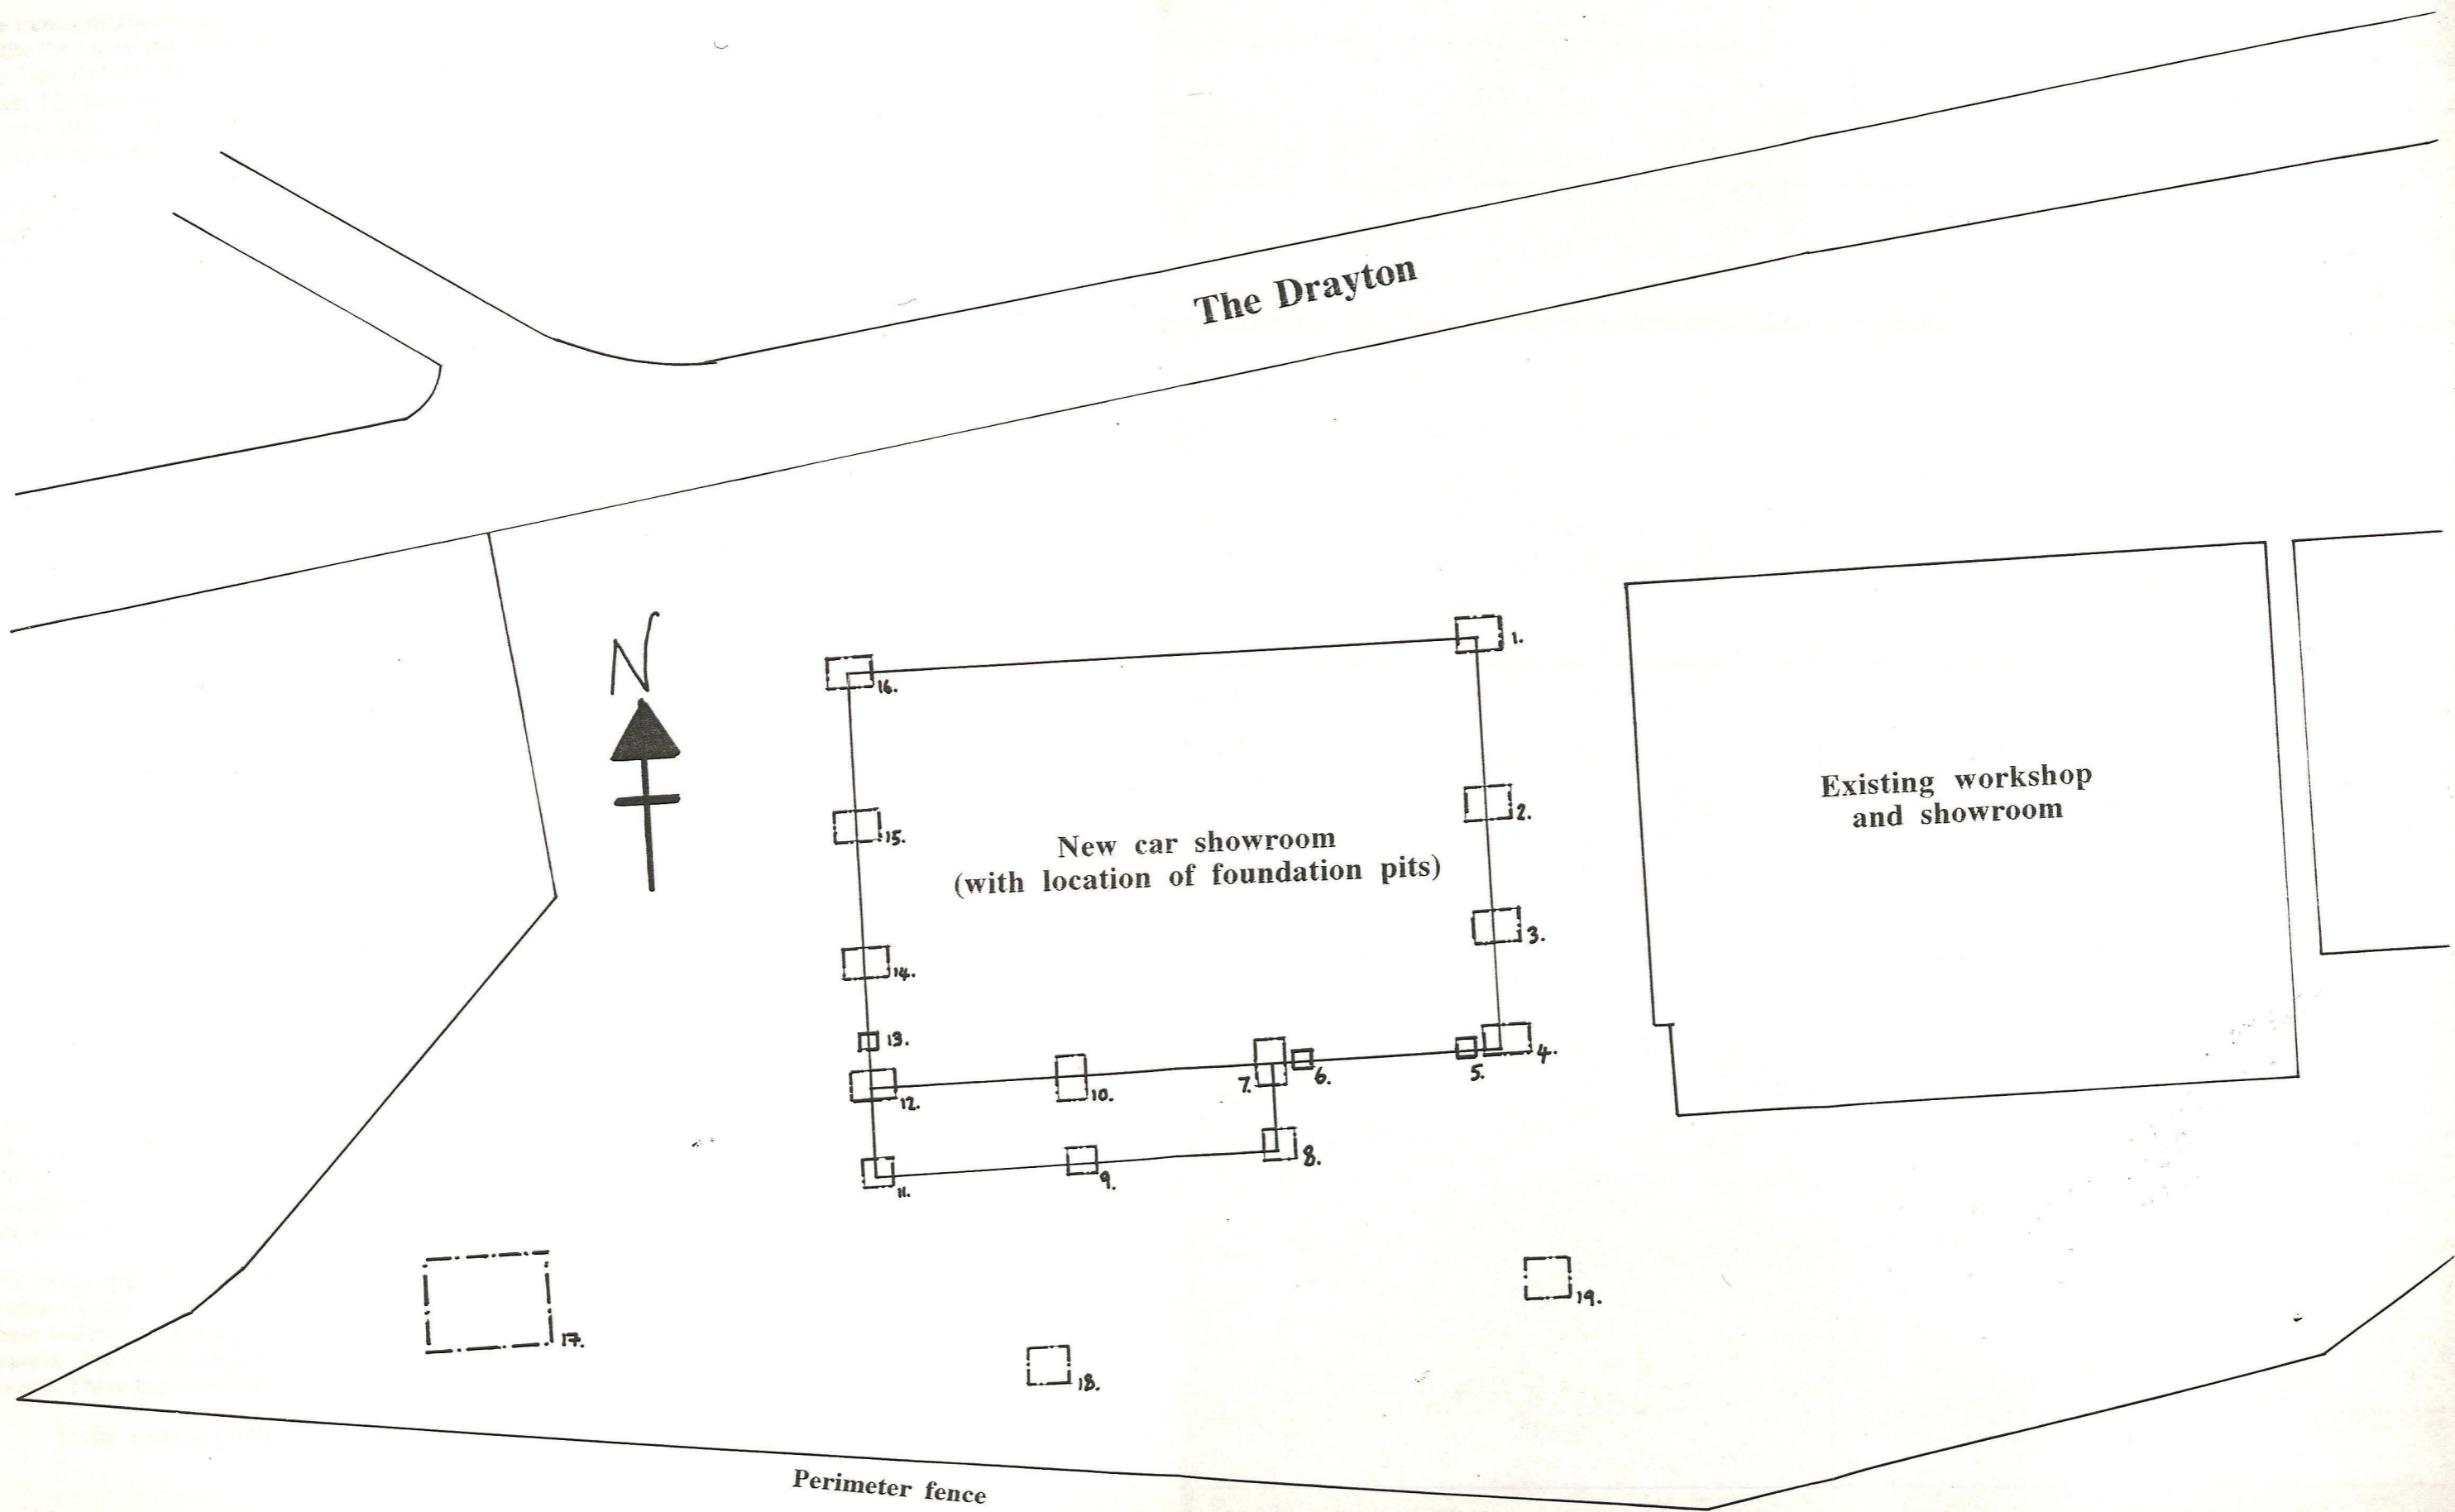 The Drayton
N
1.
16.
Existing workshop
and showroom
2.
15.
New car showroom
(with location of foundation pits)
3.
14.
13.
4.
5.
6.
7.
10.
12.
8.
9.
11.
19.
17.
18.
Perimeter fence